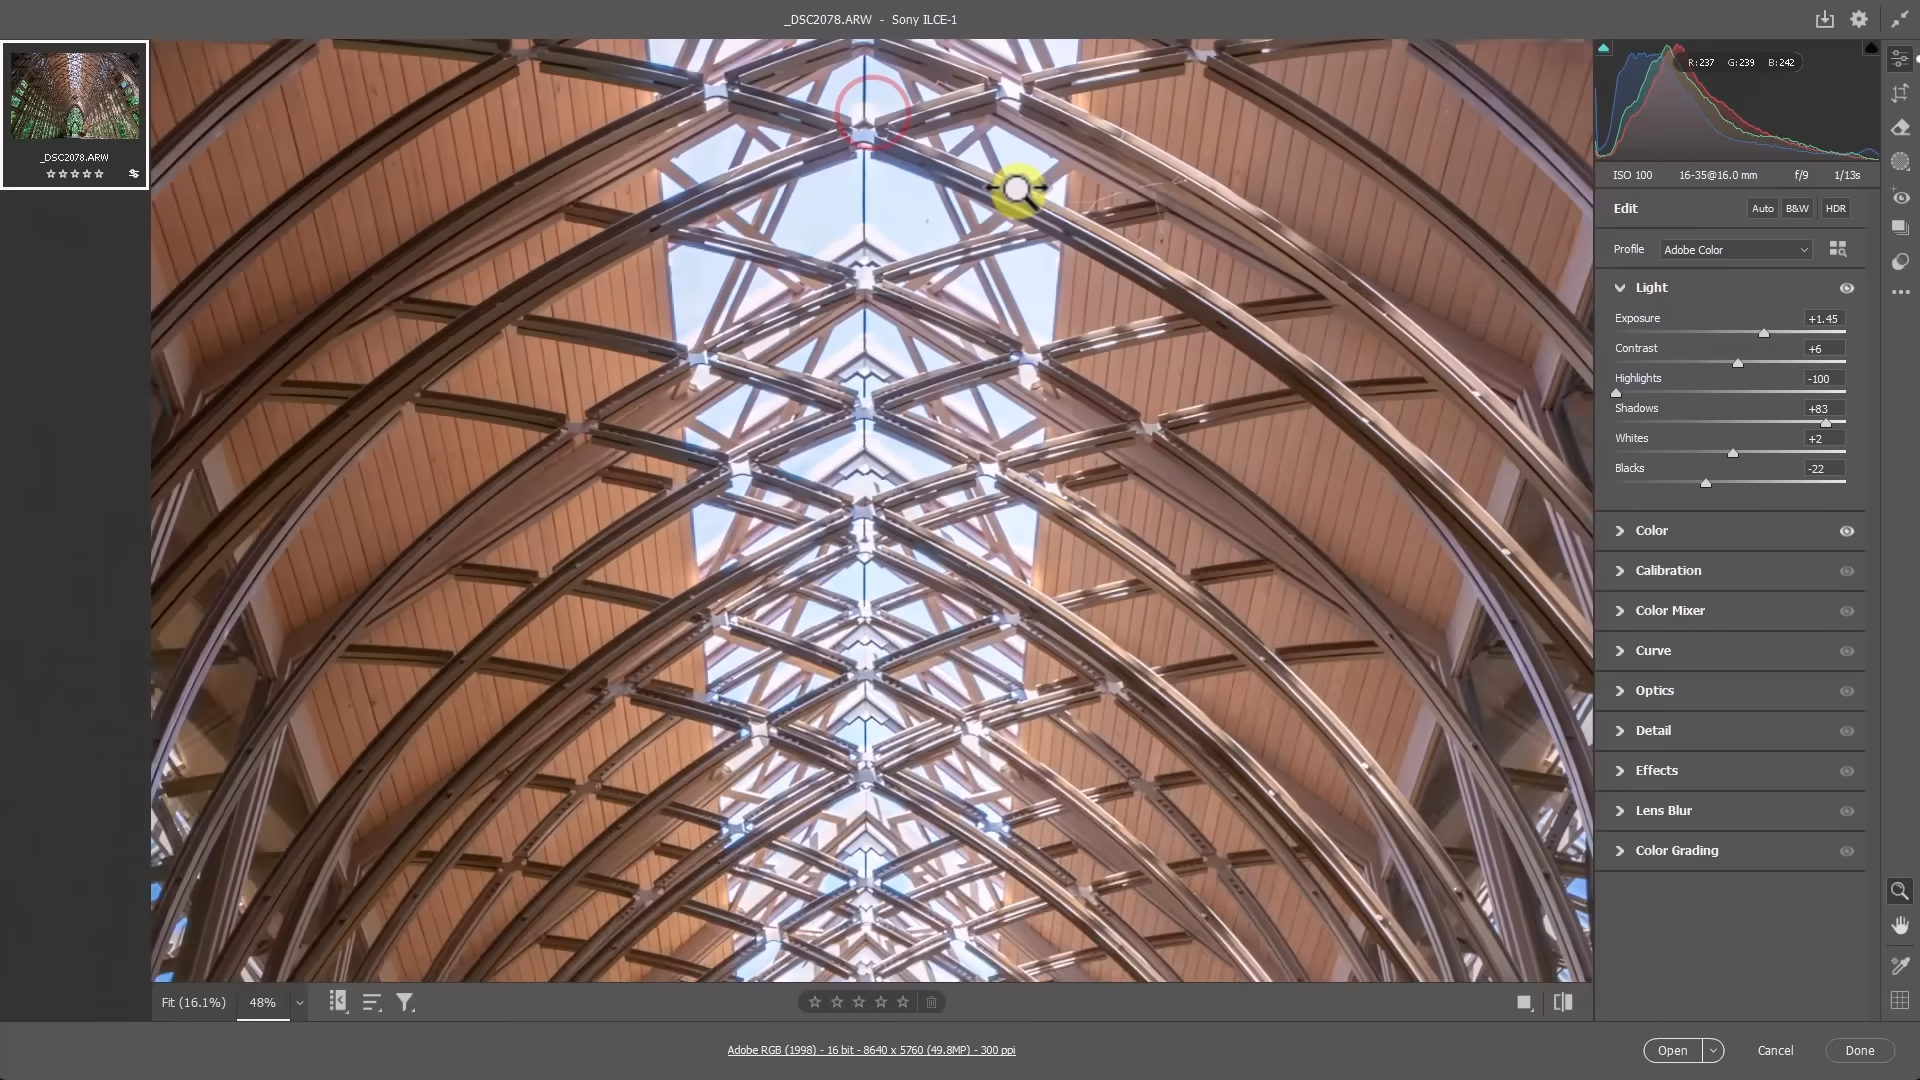 _DSC2078.ARW - Sony ILCE-1
_DSC2078.ARW
R:237 G:239 B:242
ISO 100 16-35@16.0 mm f/9 1/13s
Edit Auto B&W HDR
Profile Adobe Color
Light
Exposure +1.45
Contrast +6
Highlights -100
Shadows +83
Whites +2
Blacks -22
Color
Calibration
Color Mixer
Curve
Optics
Detail
Effects
Lens Blur
Color Grading
Fit (16.1%) 48%
Adobe RGB (1998) - 16 bit - 8640 x 5760 (49.8MP) - 300 ppi
Open Cancel Done